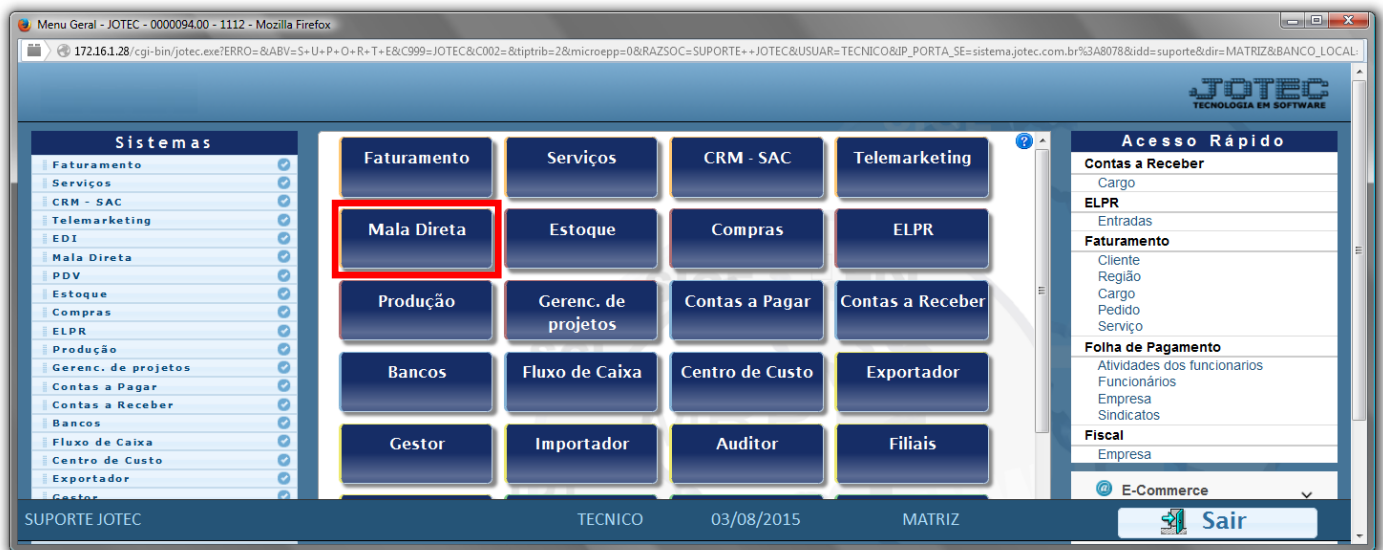 Menu Geral - JOTEC - 0000094.00 - 1112 - Mozilla Firefox
172.16.1.28/cgi-bin/jotec.exe?ERRO=&ABV=S+U+P+O+R+T+E&C999=JOTEC&C002=&tiptrib=2&microepp=0&RAZSOC=SUPORTE++JOTEC&USUAR=TECNICO&IP_PORTA_SE=sistema.jotec.com.br%3A8078&idd=suporte&dir=MATRIZ&BANCO_LOCAL=
JOTEC
TECNOLOGIA EM SOFTWARE
Sistemas
Faturamento
Serviços
CRM - SAC
Telemarketing
EDI
Mala Direta
PDV
Estoque
Compras
ELPR
Produção
Gerenc. de projetos
Contas a Pagar
Contas a Receber
Bancos
Fluxo de Caixa
Centro de Custo
Exportador
Gestor
Faturamento
Serviços
CRM - SAC
Telemarketing
Mala Direta
Estoque
Compras
ELPR
Produção
Gerenc. de
projetos
Contas a Pagar
Contas a Receber
Bancos
Fluxo de Caixa
Centro de Custo
Exportador
Gestor
Importador
Auditor
Filiais
Acesso Rápido
Contas a Receber
Cargo
ELPR
Entradas
Faturamento
Cliente
Região
Cargo
Pedido
Serviço
Folha de Pagamento
Atividades dos funcionarios
Funcionários
Empresa
Sindicatos
Fiscal
Empresa
E-Commerce
SUPORTE JOTEC
TECNICO
03/08/2015
MATRIZ
Sair